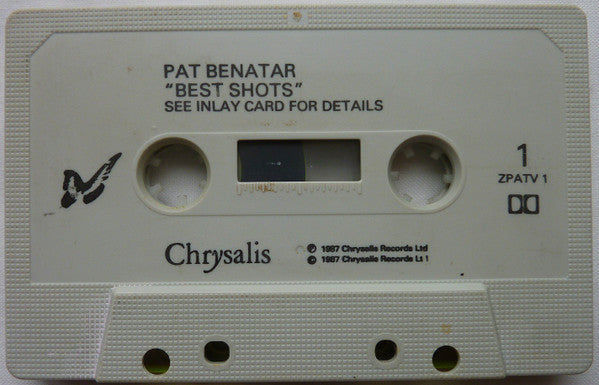 PAT BENATAR
"BEST SHOTS"
SEE INLAY CARD FOR DETAILS
1
ZPATV 1
Chrysalis
℗ 1987 Chrysalis Records Ltd
© 1987 Chrysalis Records Lt